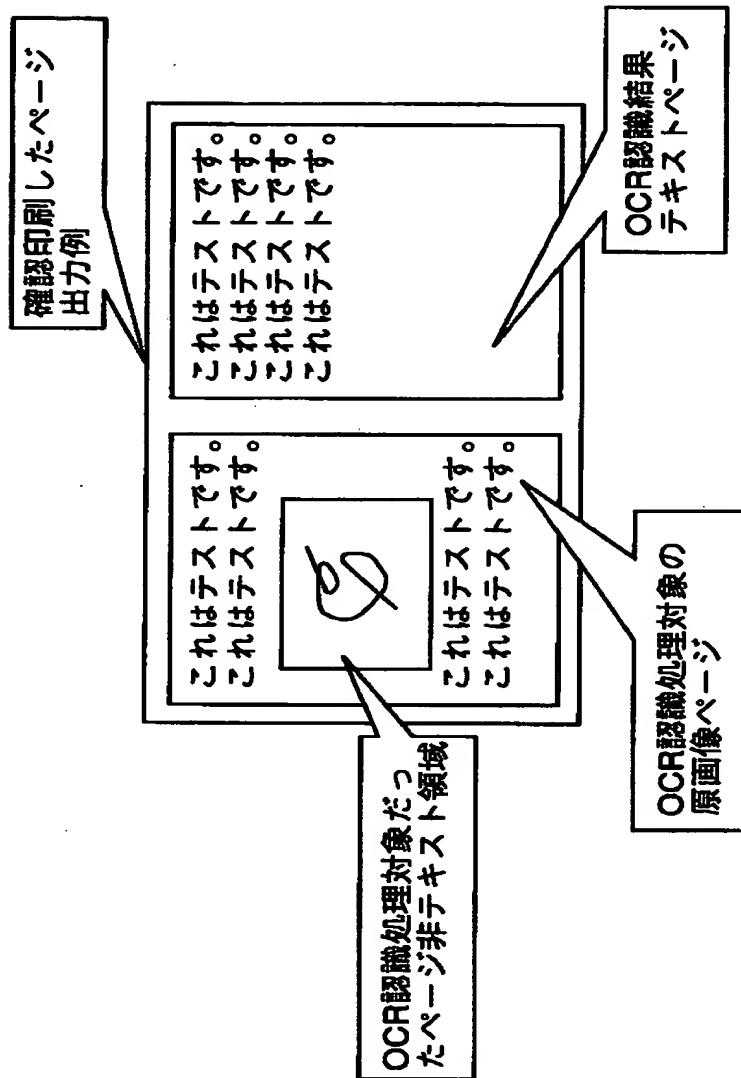 確認印刷したページ
出力例
これはテストです。
これはテストです。
これはテストです。
これはテストです。
これはテストです。
これはテストです。
これはテストです。
これはテストです。
OCR認識処理対象だっ
たページ非テキスト領域
OCR認識処理対象の
原画像ページ
OCR認識結果
テキストページ